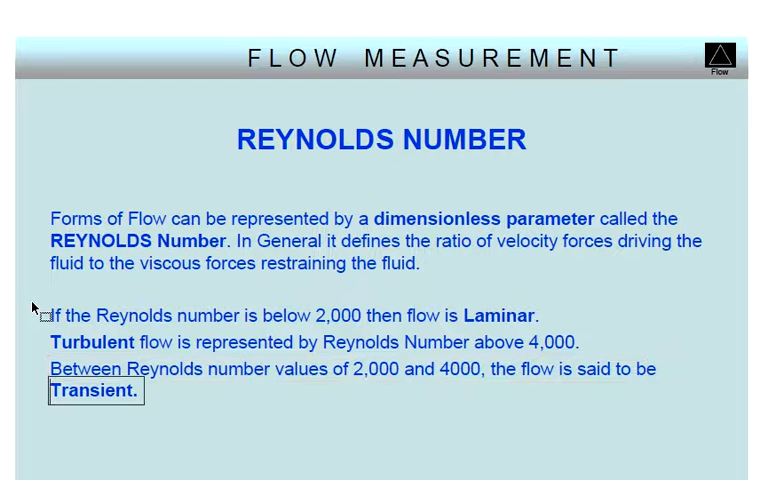 FLOW MEASUREMENT
Flow
REYNOLDS NUMBER
Forms of Flow can be represented by a dimensionless parameter called the
REYNOLDS Number. In General it defines the ratio of velocity forces driving the
fluid to the viscous forces restraining the fluid.
If the Reynolds number is below 2,000 then flow is Laminar.
Turbulent flow is represented by Reynolds Number above 4,000.
Between Reynolds number values of 2,000 and 4000, the flow is said to be
Transient.